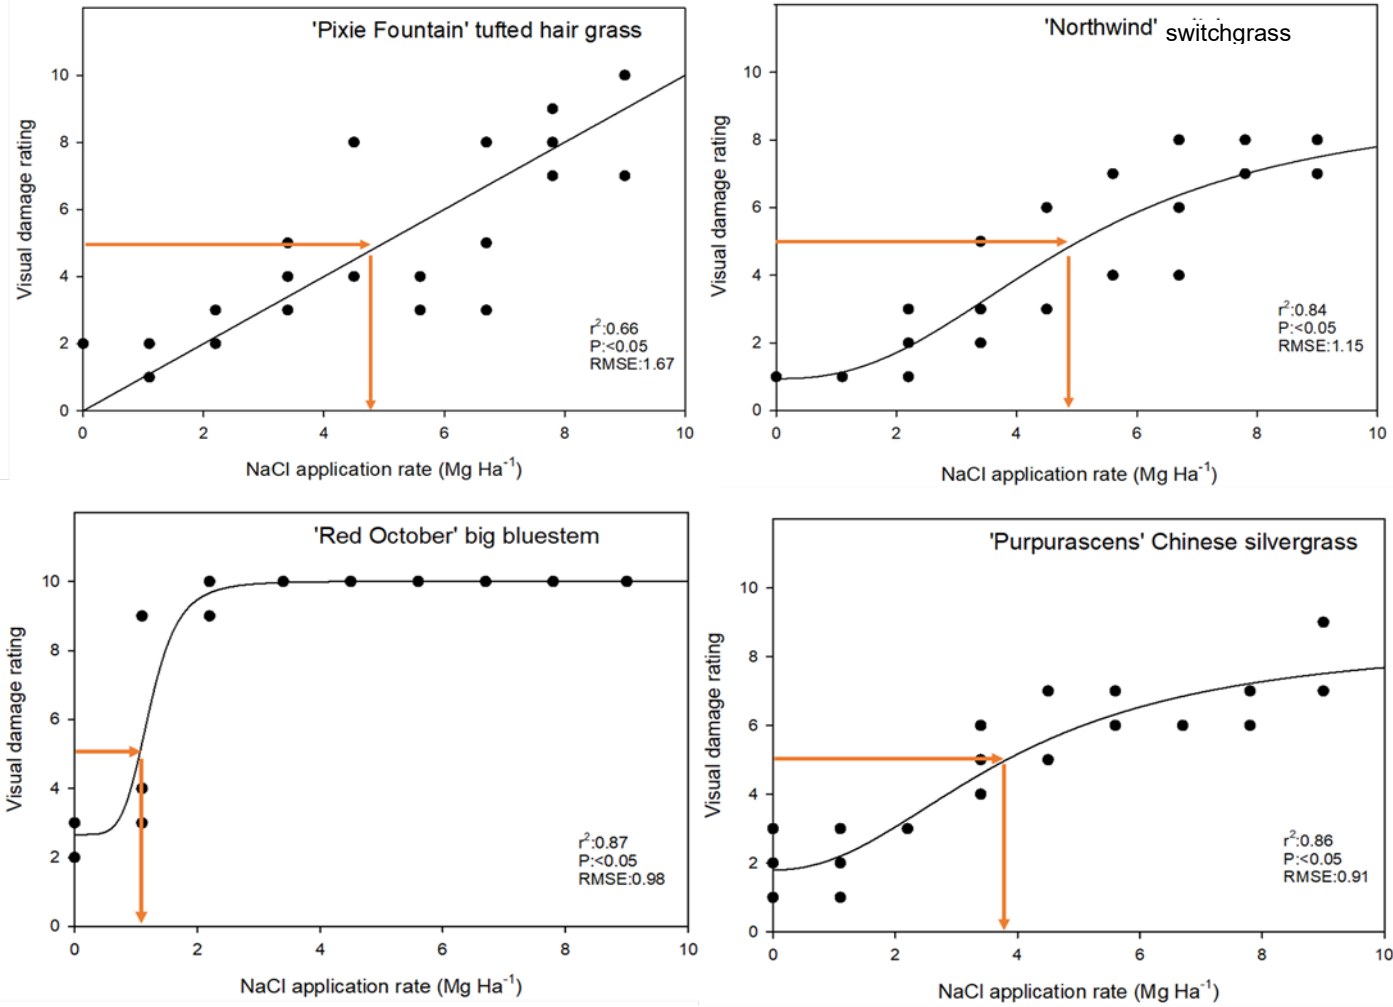 'Pixie Fountain' tufted hair grass
10
8
6
4
2
0
Visual damage rating
r²:0.66
P:<0.05
RMSE:1.67
0 2 4 6 8 10
NaCl application rate (Mg Ha⁻¹)
'Northwind' switchgrass
10
8
6
4
2
0
Visual damage rating
r²:0.84
P:<0.05
RMSE:1.15
0 2 4 6 8 10
NaCl application rate (Mg Ha⁻¹)
'Red October' big bluestem
10
8
6
4
2
0
Visual damage rating
r²:0.87
P:<0.05
RMSE:0.98
0 2 4 6 8 10
NaCl application rate (Mg Ha⁻¹)
'Purpurascens' Chinese silvergrass
10
8
6
4
2
0
Visual damage rating
r²:0.86
P:<0.05
RMSE:0.91
0 2 4 6 8 10
NaCl application rate (Mg Ha⁻¹)